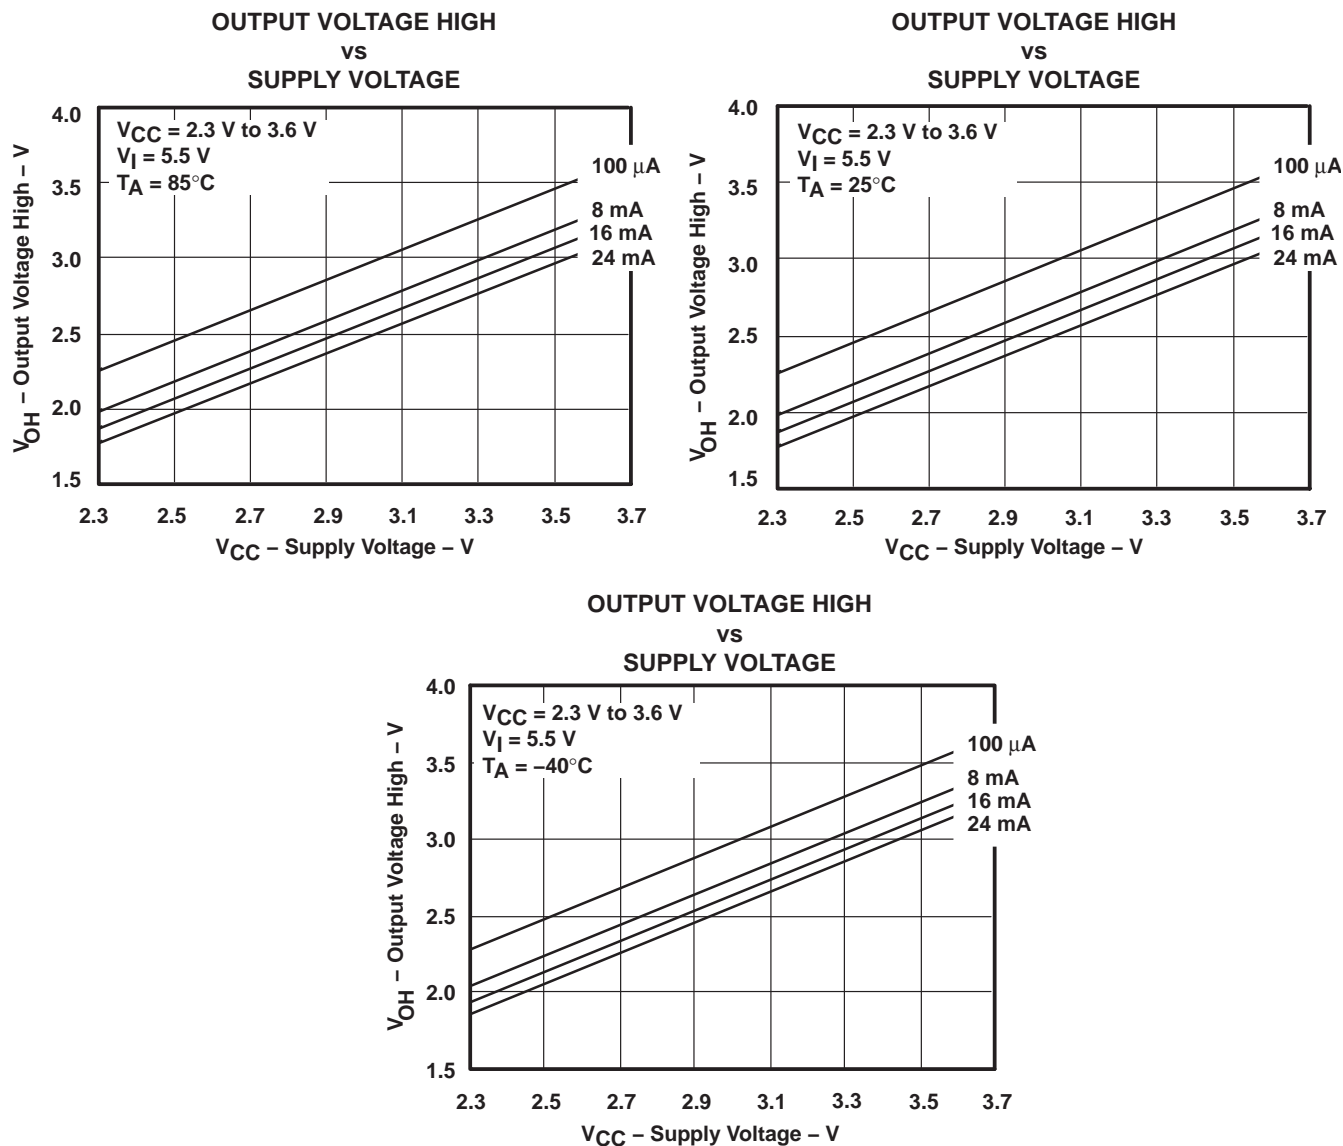 OUTPUT VOLTAGE HIGH
vs
SUPPLY VOLTAGE
VOH – Output Voltage High – V
4.0
3.5
3.0
2.5
2.0
1.5
VCC = 2.3 V to 3.6 V
VI = 5.5 V
TA = 85°C
100 μA
8 mA
16 mA
24 mA
2.3 2.5 2.7 2.9 3.1 3.3 3.5 3.7
VCC – Supply Voltage – V
OUTPUT VOLTAGE HIGH
vs
SUPPLY VOLTAGE
VOH – Output Voltage High – V
4.0
3.5
3.0
2.5
2.0
1.5
VCC = 2.3 V to 3.6 V
VI = 5.5 V
TA = 25°C
100 μA
8 mA
16 mA
24 mA
2.3 2.5 2.7 2.9 3.1 3.3 3.5 3.7
VCC – Supply Voltage – V
OUTPUT VOLTAGE HIGH
vs
SUPPLY VOLTAGE
VOH – Output Voltage High – V
4.0
3.5
3.0
2.5
2.0
1.5
VCC = 2.3 V to 3.6 V
VI = 5.5 V
TA = –40°C
100 μA
8 mA
16 mA
24 mA
2.3 2.5 2.7 2.9 3.1 3.3 3.5 3.7
VCC – Supply Voltage – V